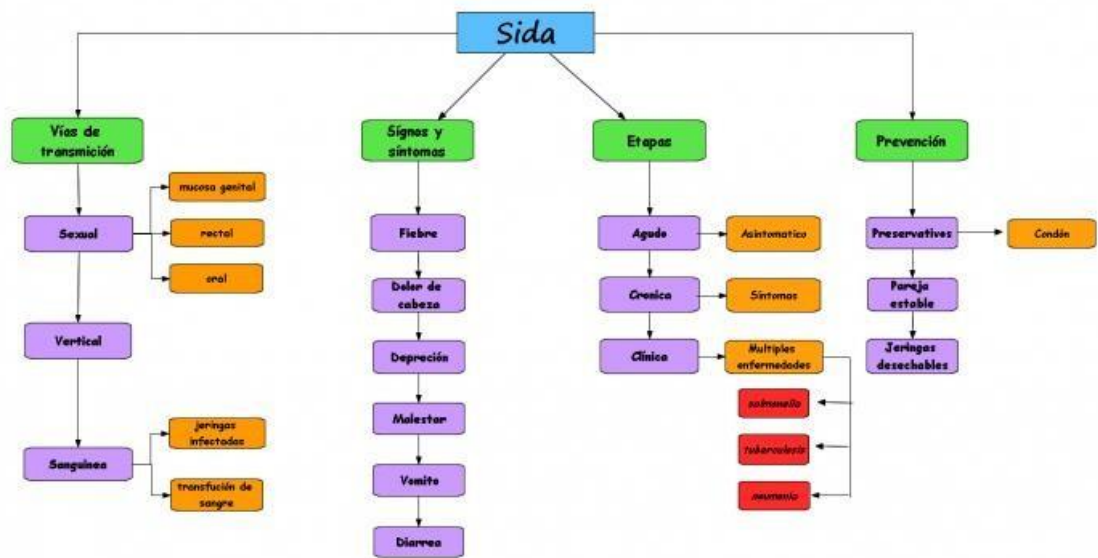 Sida
Vías de
transmición
Sexual
mucosa genital
rectal
oral
Vertical
Sanguinea
jeringas
infectadas
transfución de
sangre
Sígnos y
síntomas
Fiebre
Dolor de
cabeza
Depreción
Malestar
Vomito
Diarrea
Etapas
Agudo
Asintomatico
Cronica
Síntomas
Clínica
Multiples
enfermedades
salmonella
tuberculosis
neumonia
Prevención
Preservativos
Condón
Pareja
estable
Jeringas
desechables